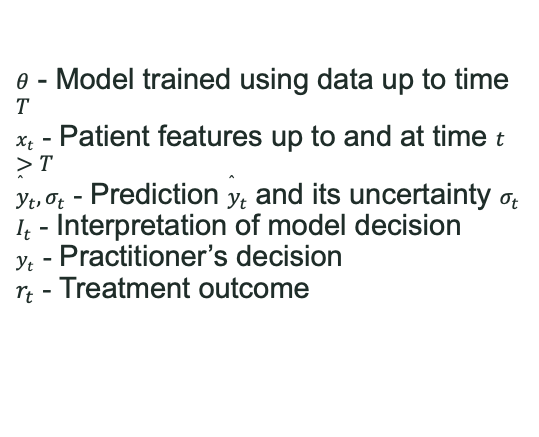 θ - Model trained using data up to time
T
xₜ - Patient features up to and at time t
> T
ŷₜ, σₜ - Prediction ŷₜ and its uncertainty σₜ
Iₜ - Interpretation of model decision
yₜ - Practitioner’s decision
rₜ - Treatment outcome